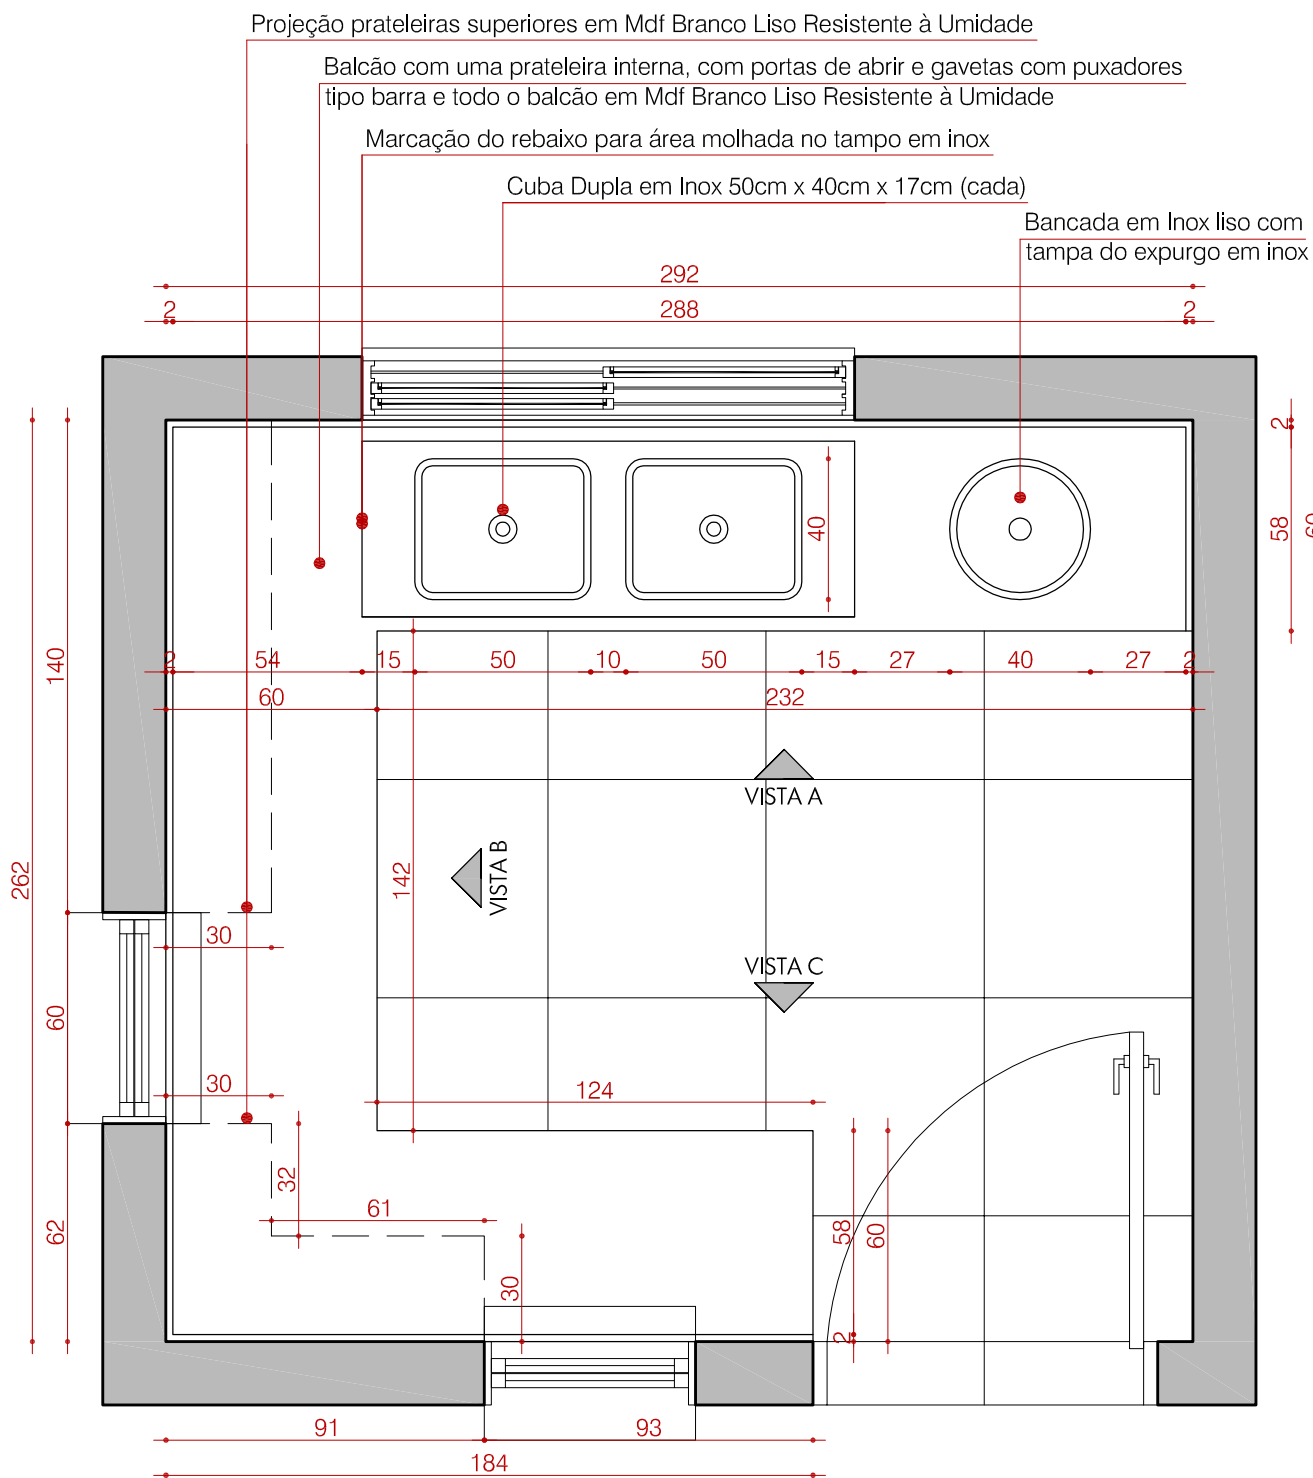 Projeção prateleiras superiores em Mdf Branco Liso Resistente à Umidade
Balcão com uma prateleira interna, com portas de abrir e gavetas com puxadores
tipo barra e todo o balcão em Mdf Branco Liso Resistente à Umidade
Marcação do rebaixo para área molhada no tampo em inox
Cuba Dupla em Inox 50cm x 40cm x 17cm (cada)
Bancada em Inox liso com
tampa do expurgo em inox
292
2 288 2
2
58
60
40
140
2 54 15 50 10 50 15 27 40 27 2
60 232
VISTA A
262
142
VISTA B
30
VISTA C
60
30
124
32
61
62
58
60
30
2
91 93
184